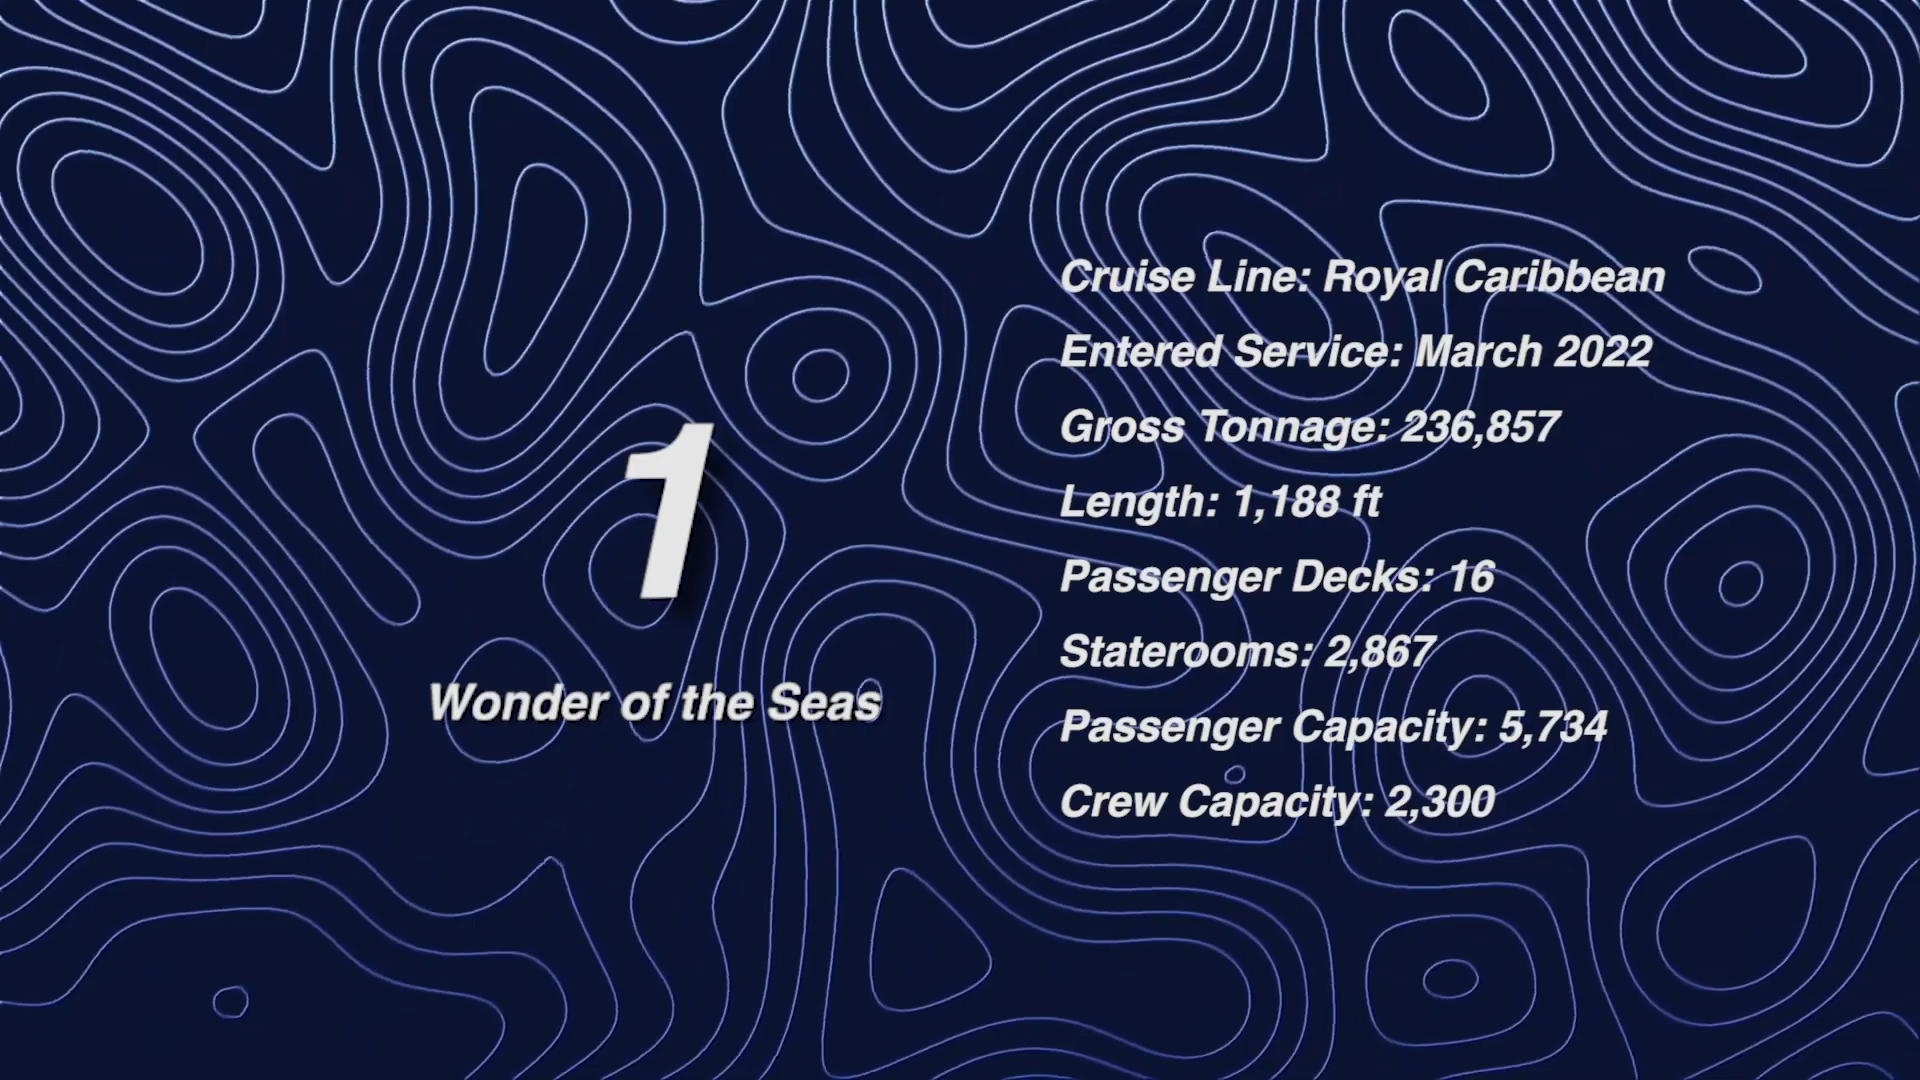 1
Wonder of the Seas
Cruise Line: Royal Caribbean
Entered Service: March 2022
Gross Tonnage: 236,857
Length: 1,188 ft
Passenger Decks: 16
Staterooms: 2,867
Passenger Capacity: 5,734
Crew Capacity: 2,300